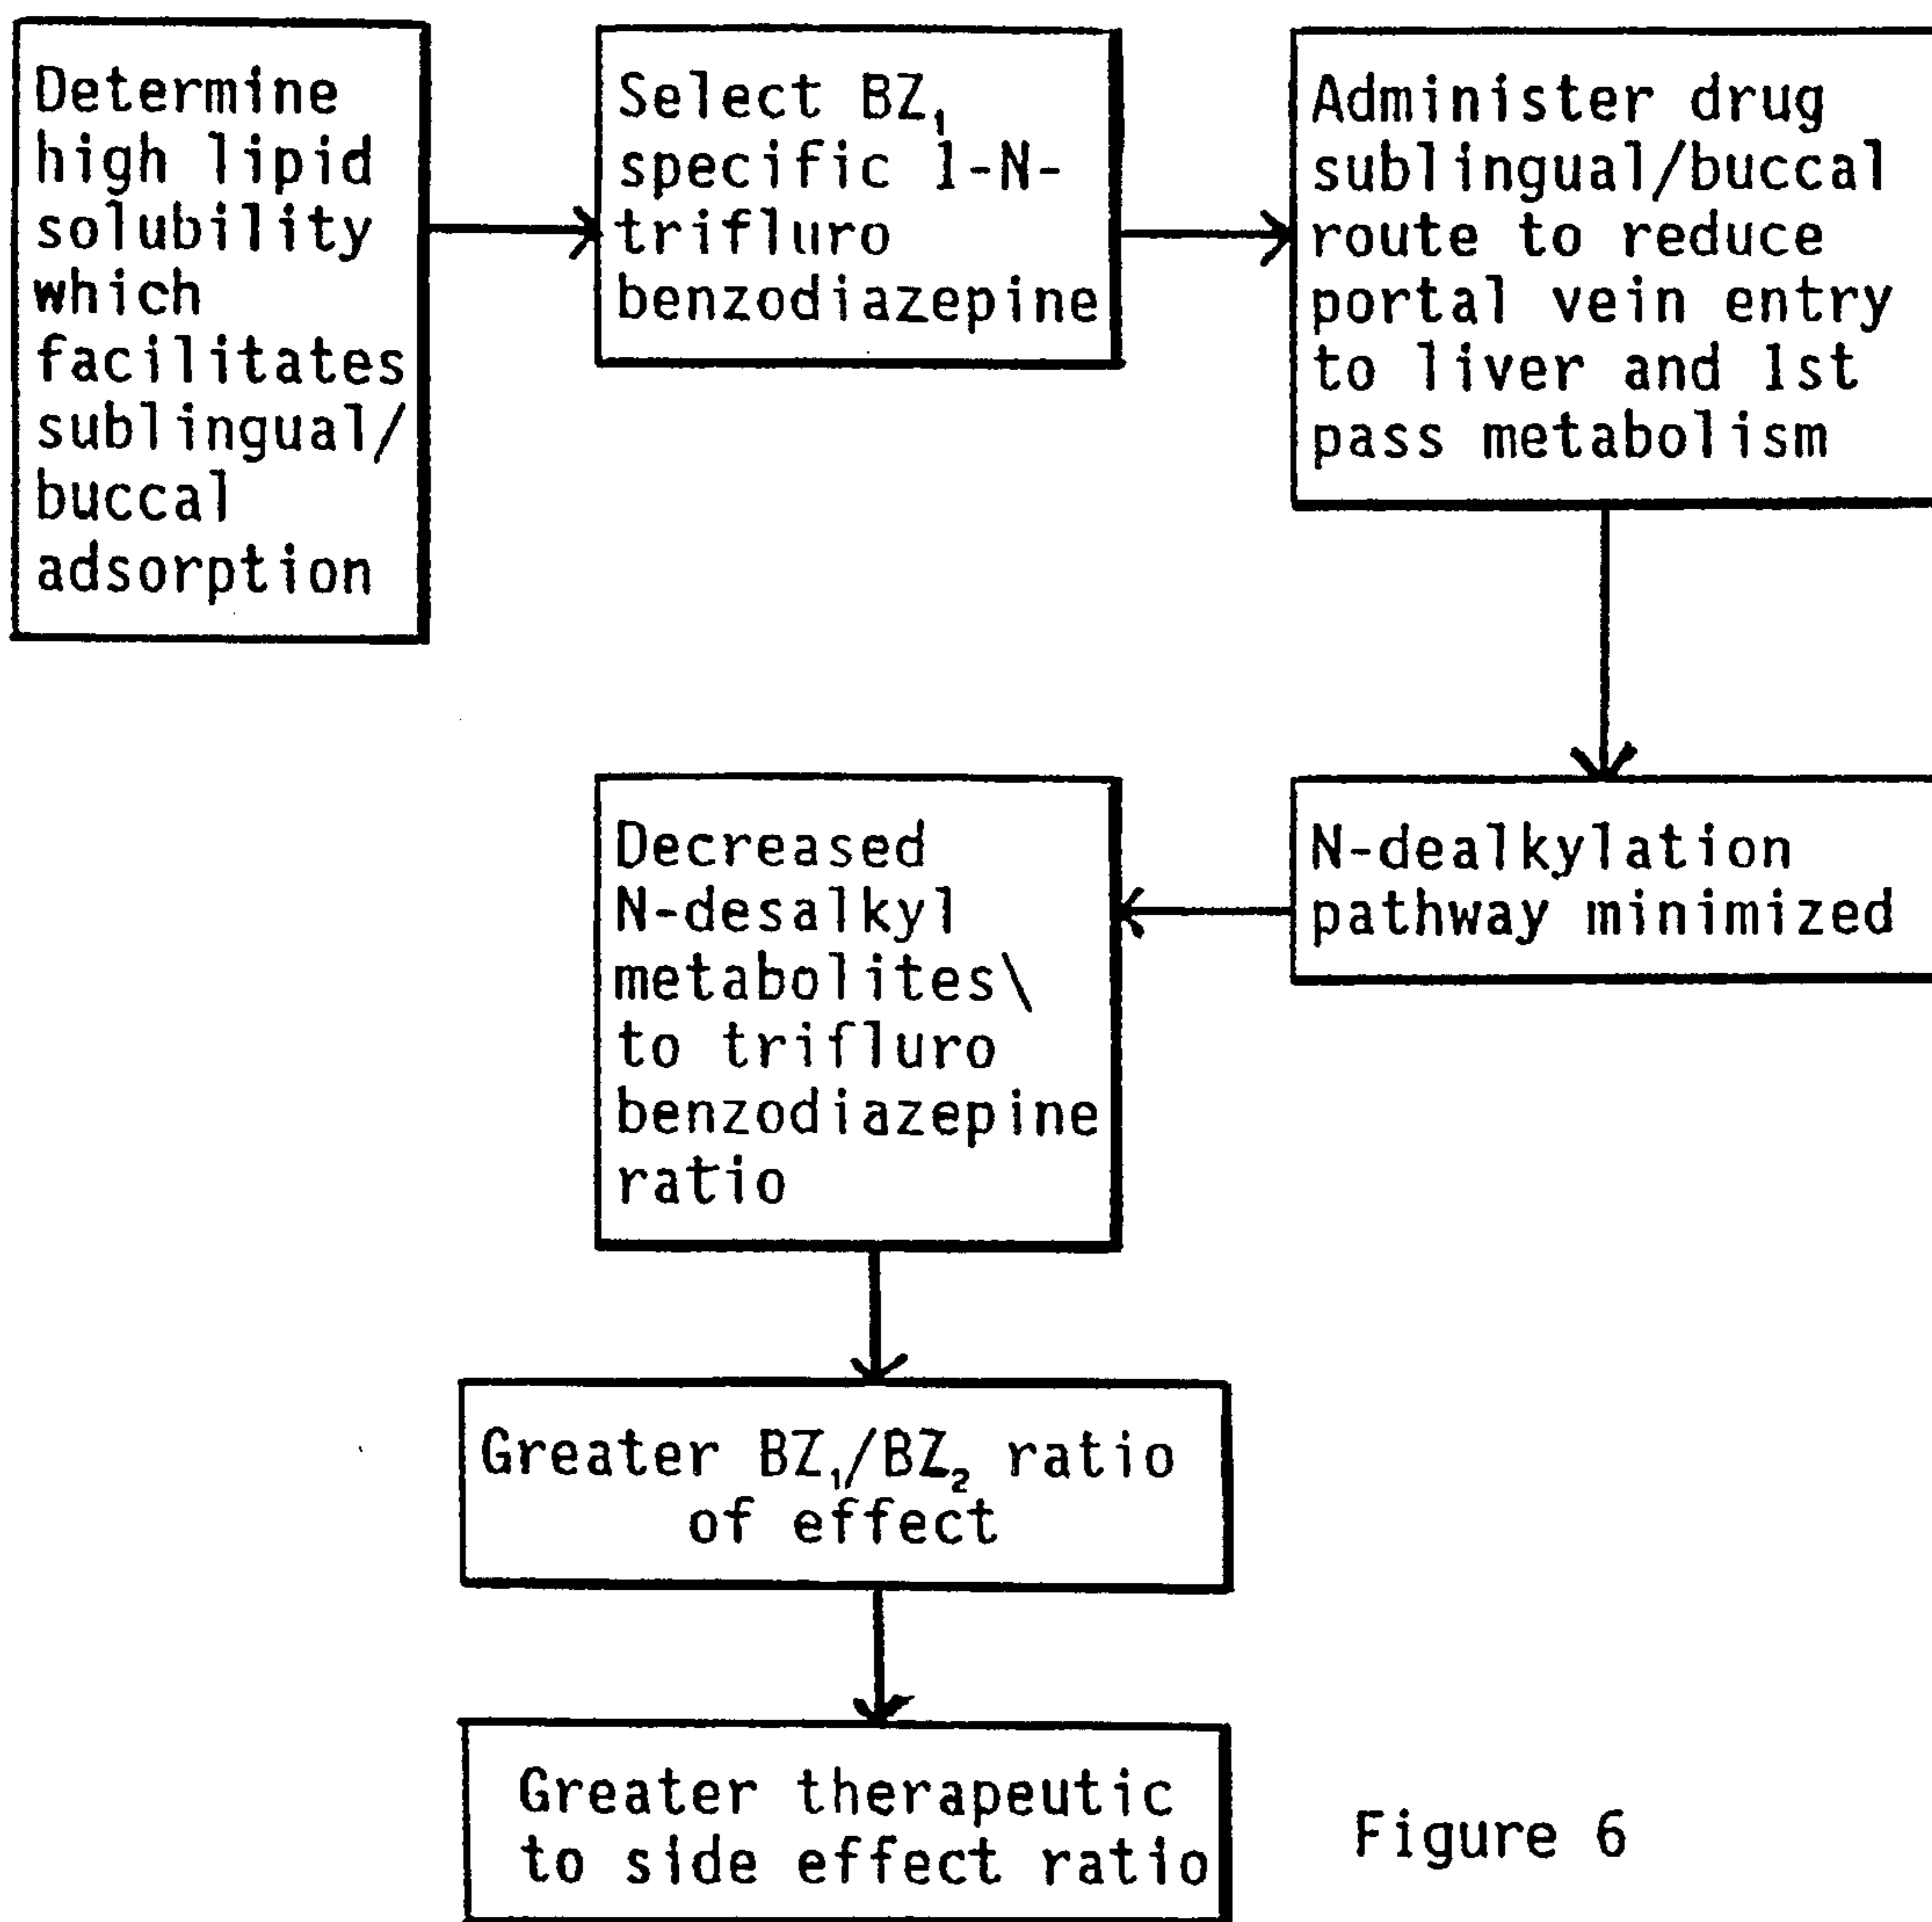 Determine
high lipid
solubility
which
facilitates
sublingual/
buccal
adsorption
Select BZ₁
specific 1-N-
trifluro
benzodiazepine
Administer drug
sublingual/buccal
route to reduce
portal vein entry
to liver and 1st
pass metabolism
N-dealkylation
pathway minimized
Decreased
N-desalkyl
metabolites\
to trifluro
benzodiazepine
ratio
Greater BZ₁/BZ₂ ratio
of effect
Greater therapeutic
to side effect ratio
Figure 6